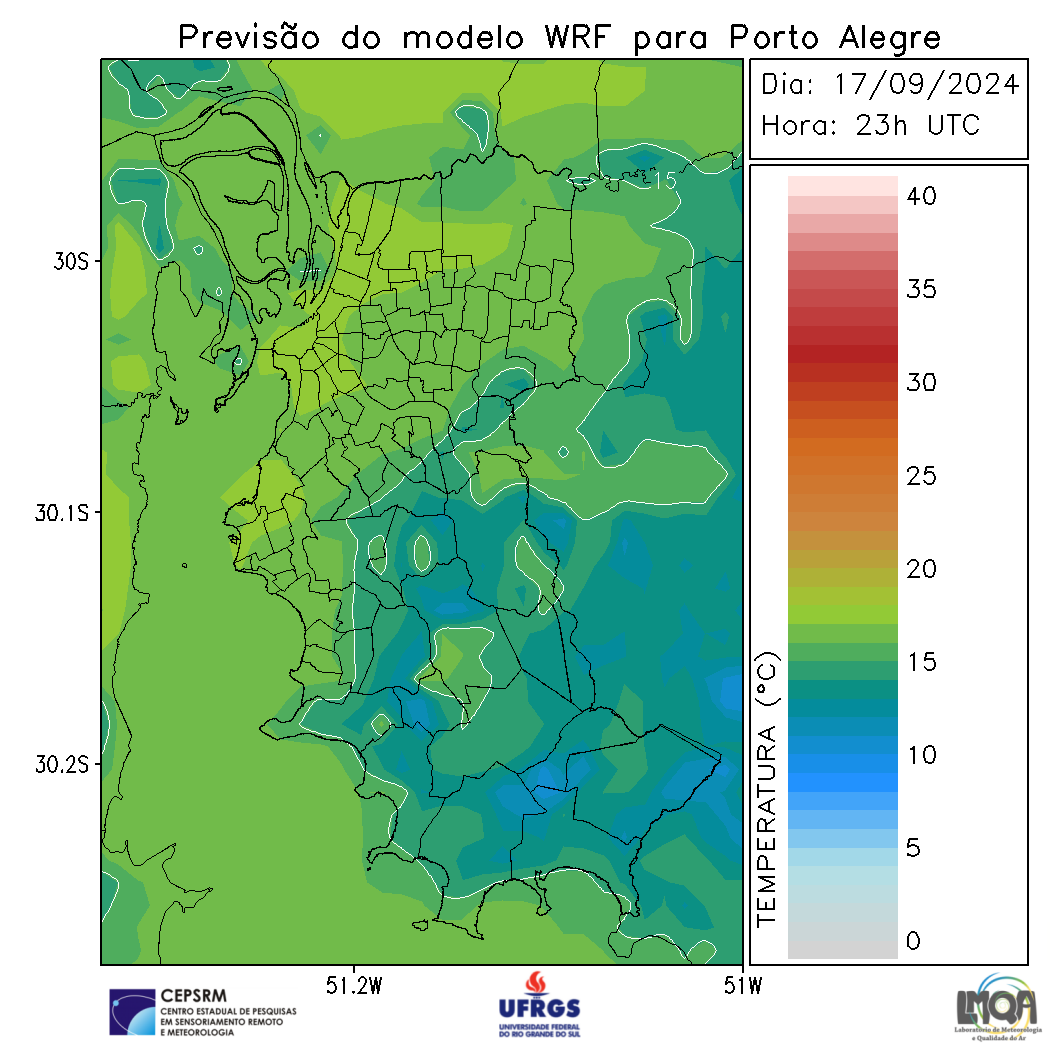 Previsão do modelo WRF para Porto Alegre
Dia: 17/09/2024
Hora: 23h UTC
15
30S
30.1S
30.2S
51.2W
51W
TEMPERATURA (°C)
40
35
30
25
20
15
10
5
0
CEPSRM
CENTRO ESTADUAL DE PESQUISAS
EM SENSORIAMENTO REMOTO
E METEOROLOGIA
UFRGS
UNIVERSIDADE FEDERAL
DO RIO GRANDE DO SUL
LMQA
Laboratório de Meteorologia
e Qualidade do Ar